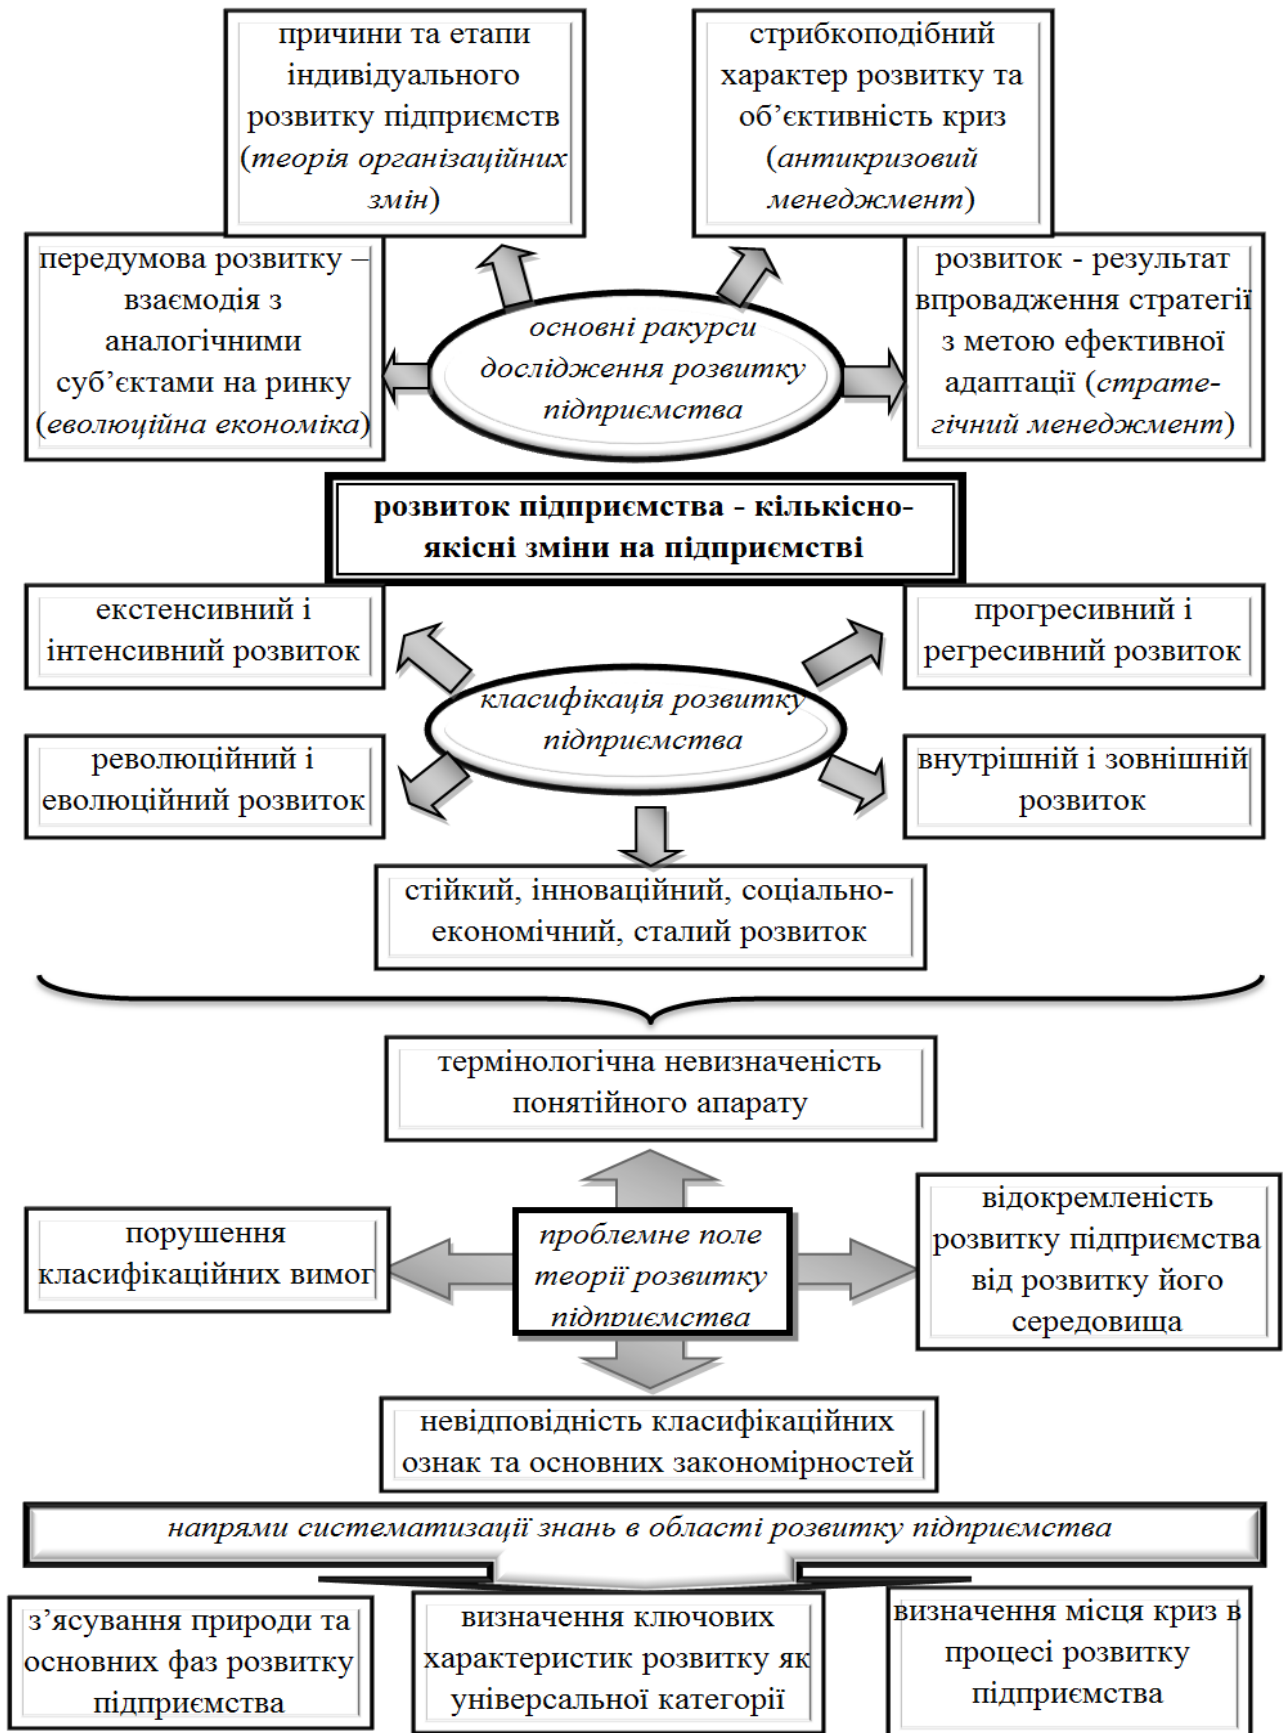 причини та етапи
індивідуального
розвитку підприємств
(теорія організаційних
змін)
стрибкоподібний
характер розвитку та
об’єктивність криз
(антикризовий
менеджмент)
передумова розвитку –
взаємодія з
аналогічними
суб’єктами на ринку
(еволюційна економіка)
основні ракурси
дослідження розвитку
підприємства
розвиток - результат
впровадження стратегії
з метою ефективної
адаптації (страте-
гічний менеджмент)
розвиток підприємства - кількісно-
якісні зміни на підприємстві
екстенсивний і
інтенсивний розвиток
прогресивний і
регресивний розвиток
класифікація розвитку
підприємства
революційний і
еволюційний розвиток
внутрішній і зовнішній
розвиток
стійкий, інноваційний, соціально-
економічний, сталий розвиток
термінологічна невизначеність
понятійного апарату
порушення
класифікаційних вимог
проблемне поле
теорії розвитку
підприємства
відокремленість
розвитку підприємства
від розвитку його
середовища
невідповідність класифікаційних
ознак та основних закономірностей
напрями систематизації знань в області розвитку підприємства
з’ясування природи та
основних фаз розвитку
підприємства
визначення ключових
характеристик розвитку як
універсальної категорії
визначення місця криз в
процесі розвитку
підприємства